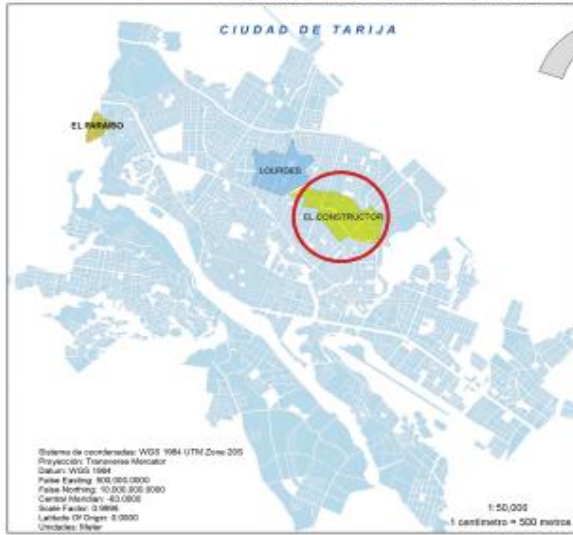 CIUDAD DE TARIJA
EL PARAISO
LOURDES
EL CONSTRUCTOR
Sistema de coordenadas: WGS 1984 UTM Zone 20S
Proyección: Transverse Mercator
Datum: WGS 1984
False Easting: 500,000.0000
False Northing: 10,000,000.0000
Central Meridian: -63.0000
Scale Factor: 0.9996
Latitude Of Origin: 0.0000
Unidades: Meter
1:50,000
1 centimetro = 500 metros